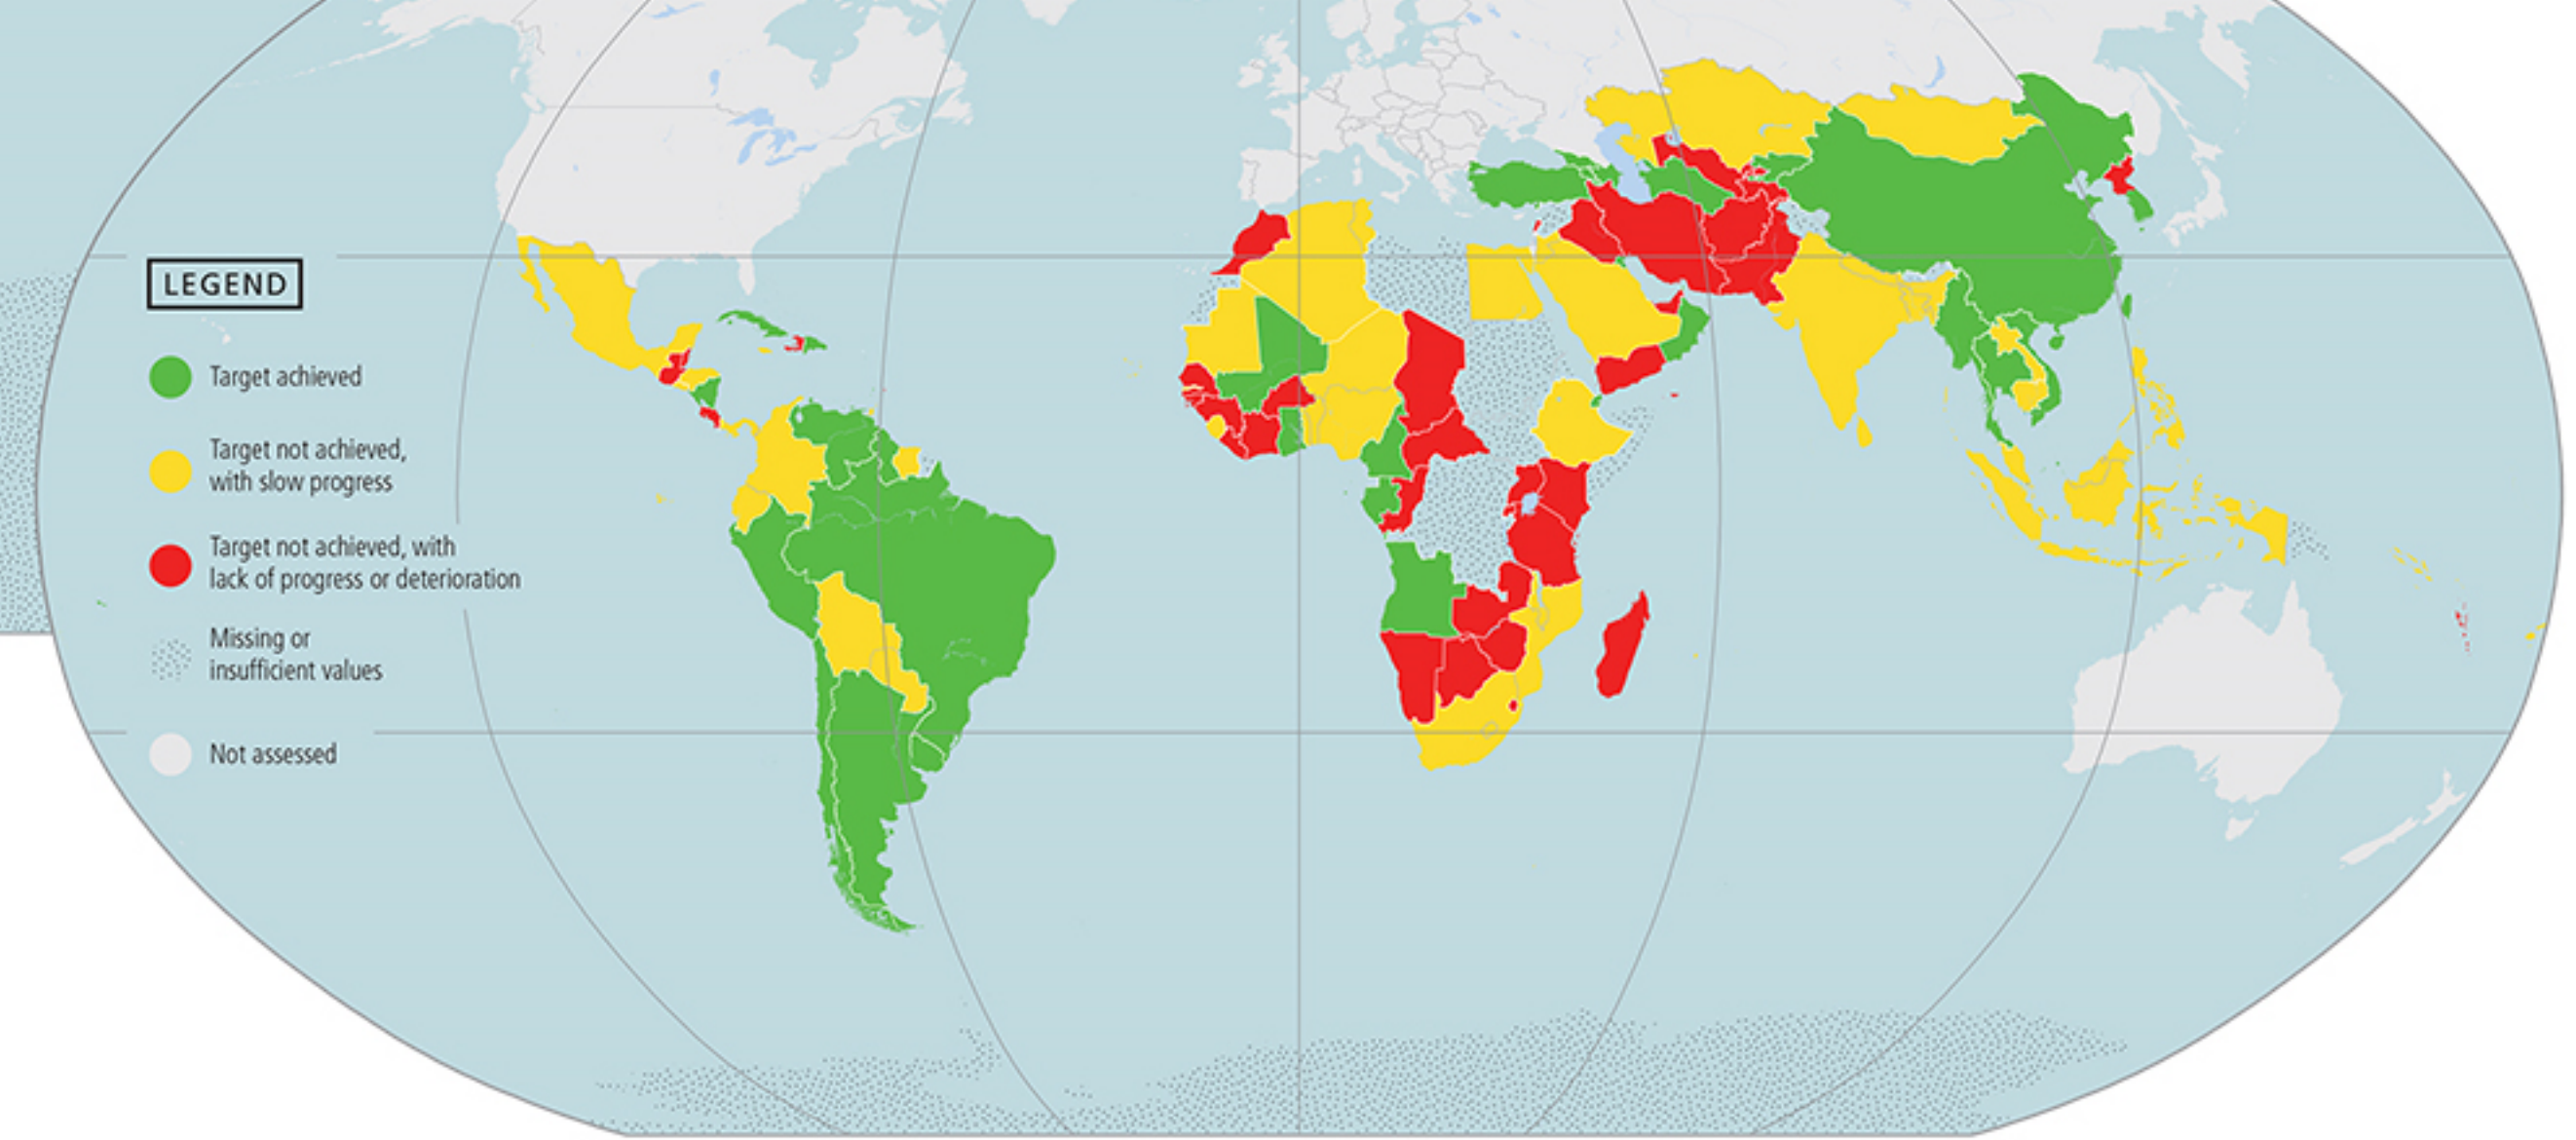 LEGEND
Target achieved
Target not achieved,
with slow progress
Target not achieved, with
lack of progress or deterioration
Missing or
insufficient values
Not assessed